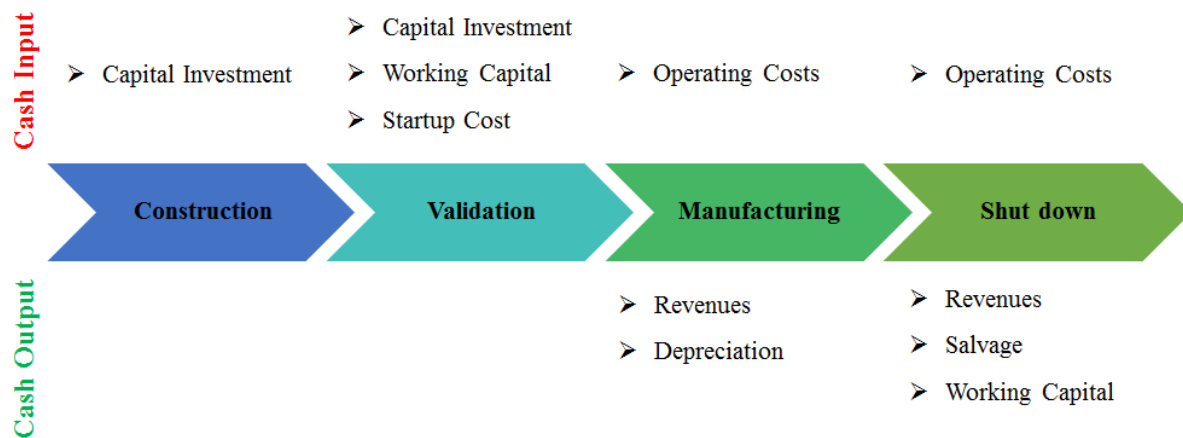 Cash Input
➢ Capital Investment
➢ Capital Investment
➢ Working Capital
➢ Startup Cost
➢ Operating Costs
➢ Operating Costs
Construction
Validation
Manufacturing
Shut down
Cash Output
➢ Revenues
➢ Depreciation
➢ Revenues
➢ Salvage
➢ Working Capital